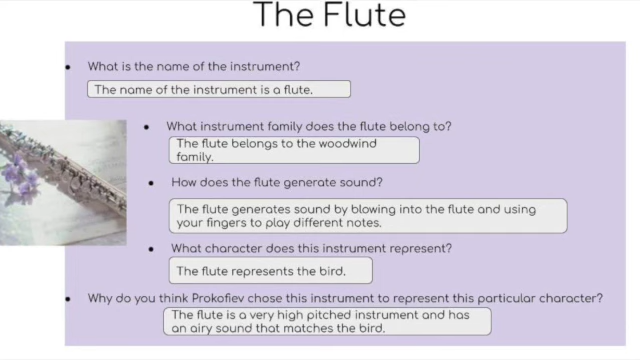 The Flute
What is the name of the instrument?
The name of the instrument is a flute.
What instrument family does the flute belong to?
The flute belongs to the woodwind
family.
How does the flute generate sound?
The flute generates sound by blowing into the flute and using
your fingers to play different notes.
What character does this instrument represent?
The flute represents the bird.
Why do you think Prokofiev chose this instrument to represent this particular character?
The flute is a very high pitched instrument and has
an airy sound that matches the bird.